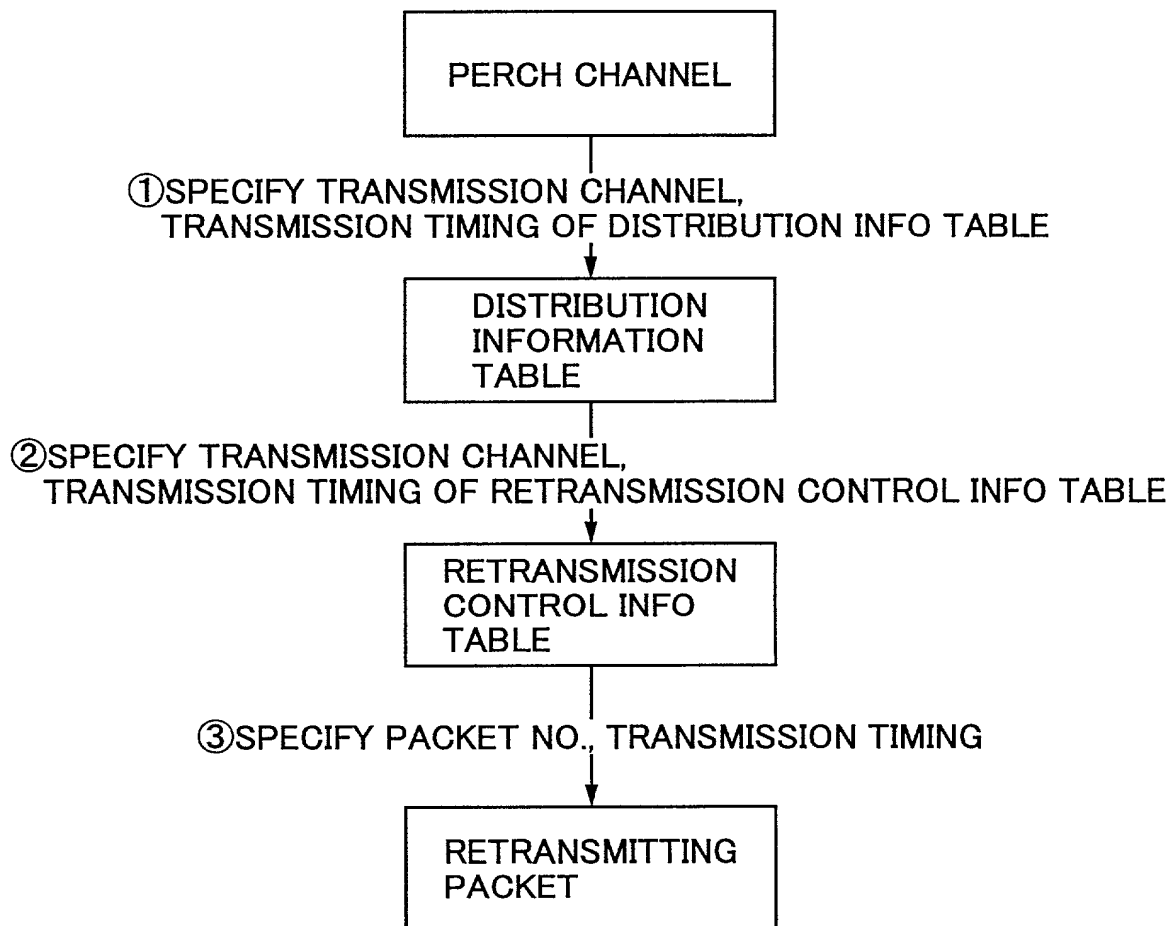 PERCH CHANNEL
①SPECIFY TRANSMISSION CHANNEL,
TRANSMISSION TIMING OF DISTRIBUTION INFO TABLE
DISTRIBUTION
INFORMATION
TABLE
②SPECIFY TRANSMISSION CHANNEL,
TRANSMISSION TIMING OF RETRANSMISSION CONTROL INFO TABLE
RETRANSMISSION
CONTROL INFO
TABLE
③SPECIFY PACKET NO., TRANSMISSION TIMING
RETRANSMITTING
PACKET